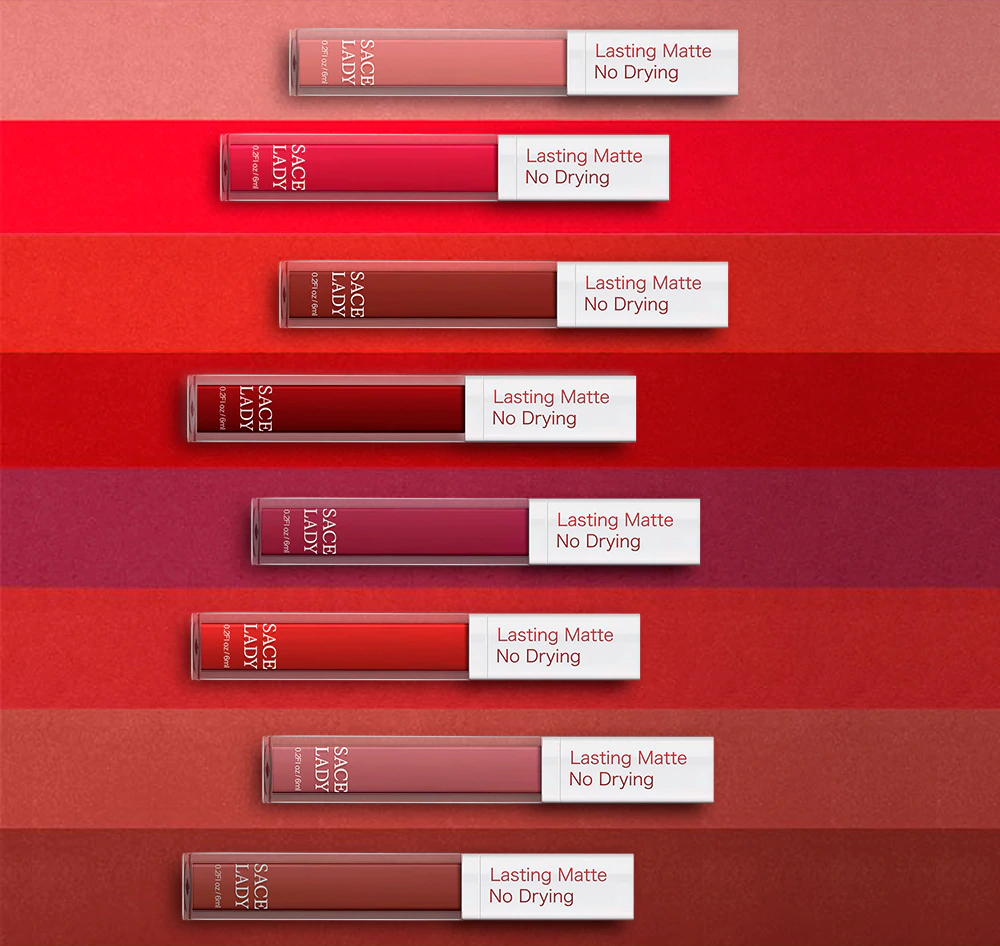 SACE
LADY
0.2Fl oz / 6ml
Lasting Matte
No Drying
SACE
LADY
0.2Fl oz / 6ml
Lasting Matte
No Drying
SACE
LADY
0.2Fl oz / 6ml
Lasting Matte
No Drying
SACE
LADY
0.2Fl oz / 6ml
Lasting Matte
No Drying
SACE
LADY
0.2Fl oz / 6ml
Lasting Matte
No Drying
SACE
LADY
0.2Fl oz / 6ml
Lasting Matte
No Drying
SACE
LADY
0.2Fl oz / 6ml
Lasting Matte
No Drying
SACE
LADY
0.2Fl oz / 6ml
Lasting Matte
No Drying